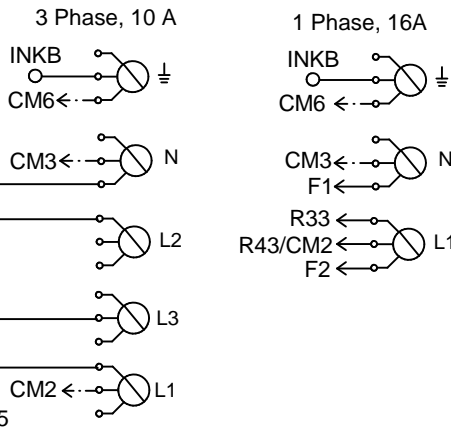 3 Phase, 10 A
INKB
CM6
CM3
N
L2
L3
CM2
L1
5
1 Phase, 16A
INKB
CM6
CM3
N
F1
R33
R43/CM2
L1
F2